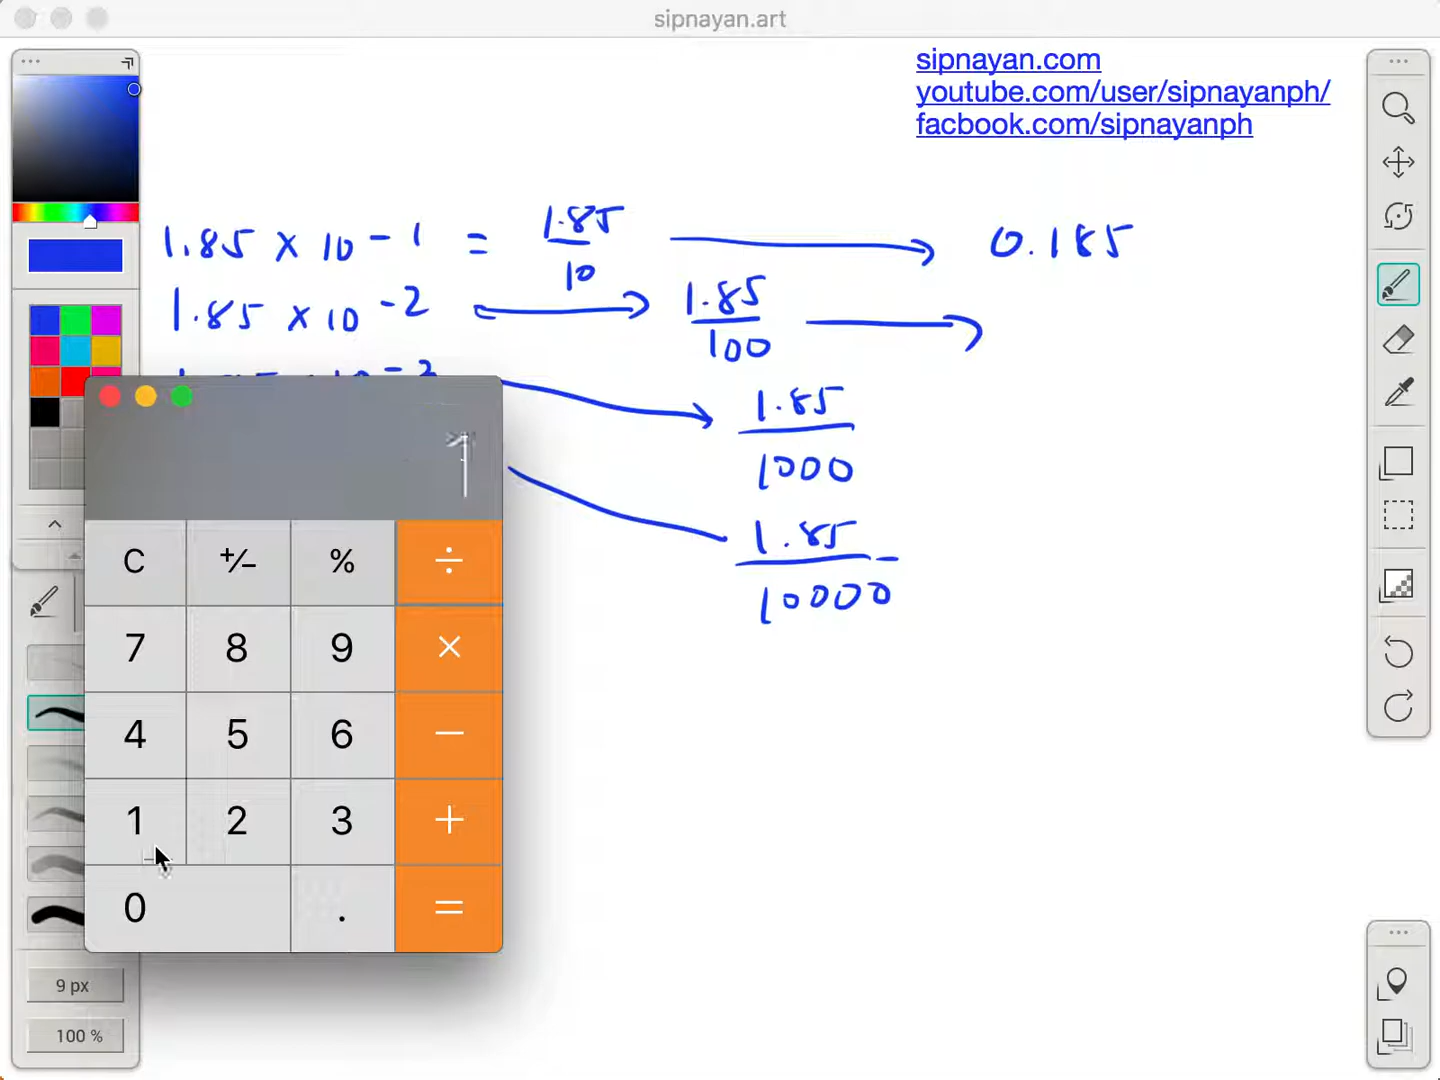 sipnayan.art
sipnayan.com
youtube.com/user/sipnayanph/
facbook.com/sipnayanph
1.85 × 10 -1 = 1.85/10 → 0.185
1.85 × 10 -2 → 1.85/100 →
1.85/1000
1.85/10000
1
C +/− % ÷
7 8 9 ×
4 5 6 −
1 2 3 +
0 . =
9 px
100 %